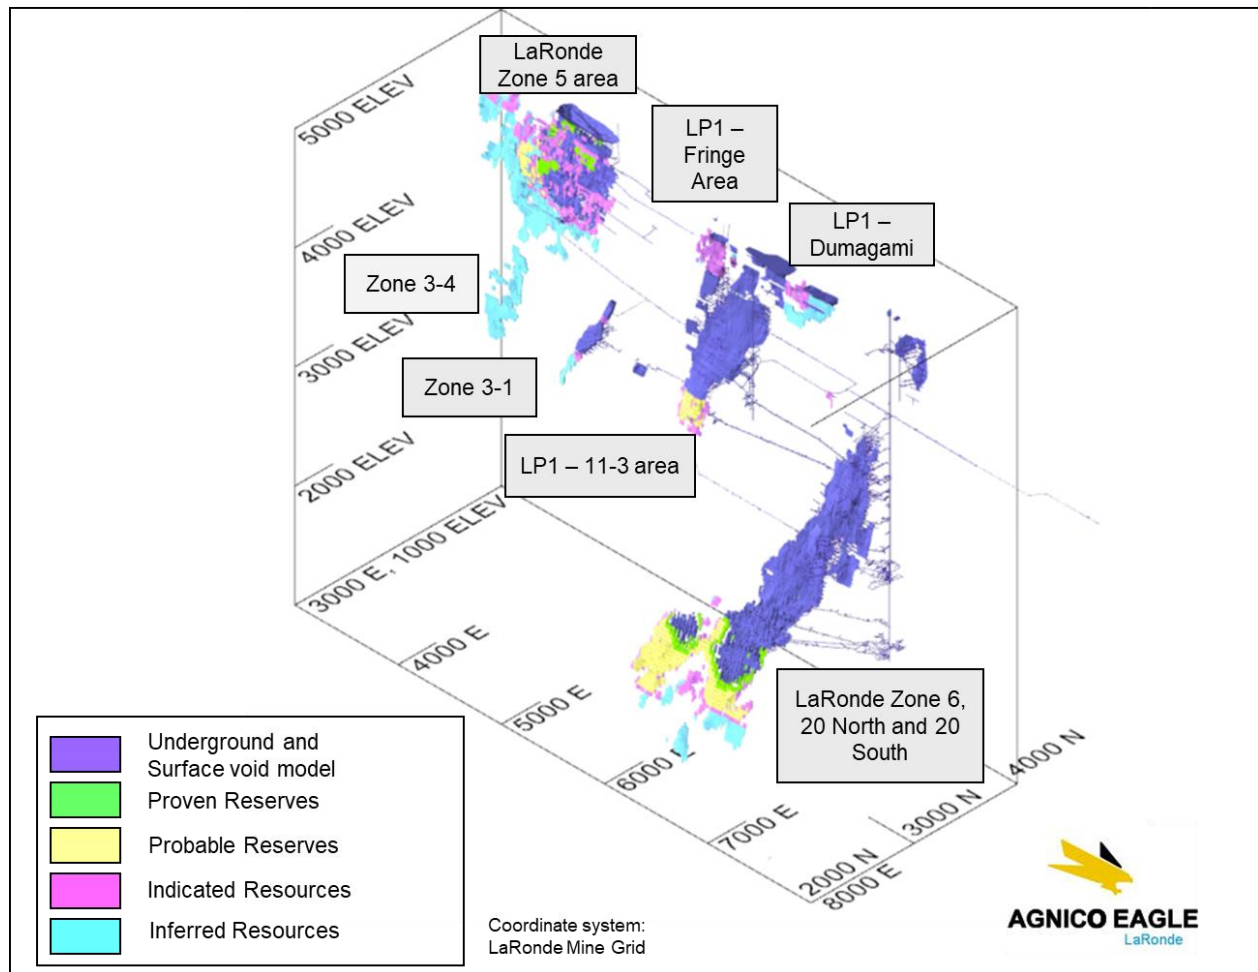 LaRonde
Zone 5 area
5000 ELEV
LP1 –
Fringe
Area
4000 ELEV
LP1 –
Dumagami
Zone 3-4
3000 ELEV
Zone 3-1
LP1 – 11-3 area
2000 ELEV
3000 E, 1000 ELEV
4000 E
5000 E
6000 E
7000 E
8000 E
2000 N
3000 N
4000 N
LaRonde Zone 6,
20 North and 20
South
Underground and
Surface void model
Proven Reserves
Probable Reserves
Indicated Resources
Inferred Resources
Coordinate system:
LaRonde Mine Grid
AGNICO EAGLE
LaRonde